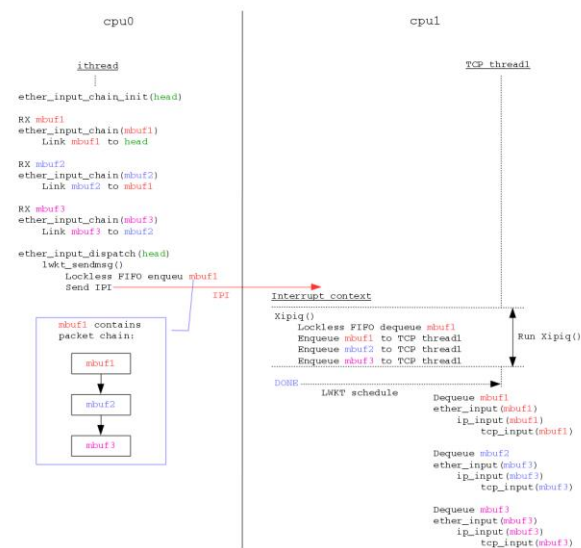 cpu0
cpu1
ithread
TCP thread1
ether_input_chain_init(head)
RX mbuf1
ether_input_chain(mbuf1)
Link mbuf1 to head
RX mbuf2
ether_input_chain(mbuf2)
Link mbuf2 to mbuf1
RX mbuf3
ether_input_chain(mbuf3)
Link mbuf3 to mbuf2
ether_input_dispatch(head)
lwkt_sendmsg()
Lockless FIFO enqueu mbuf1
Send IPI
IPI
Interrupt context
mbuf1 contains
packet chain:
mbuf1
mbuf2
mbuf3
Xipiq()
Lockless FIFO dequeue mbuf1
Enqueue mbuf1 to TCP thread1
Enqueue mbuf2 to TCP thread1
Enqueue mbuf3 to TCP thread1
Run Xipiq()
DONE
LWKT schedule
Dequeue mbuf1
ether_input(mbuf1)
ip_input(mbuf1)
tcp_input(mbuf1)
Dequeue mbuf2
ether_input(mbuf3)
ip_input(mbuf3)
tcp_input(mbuf3)
Dequeue mbuf3
ether_input(mbuf3)
ip_input(mbuf3)
tcp_input(mbuf3)